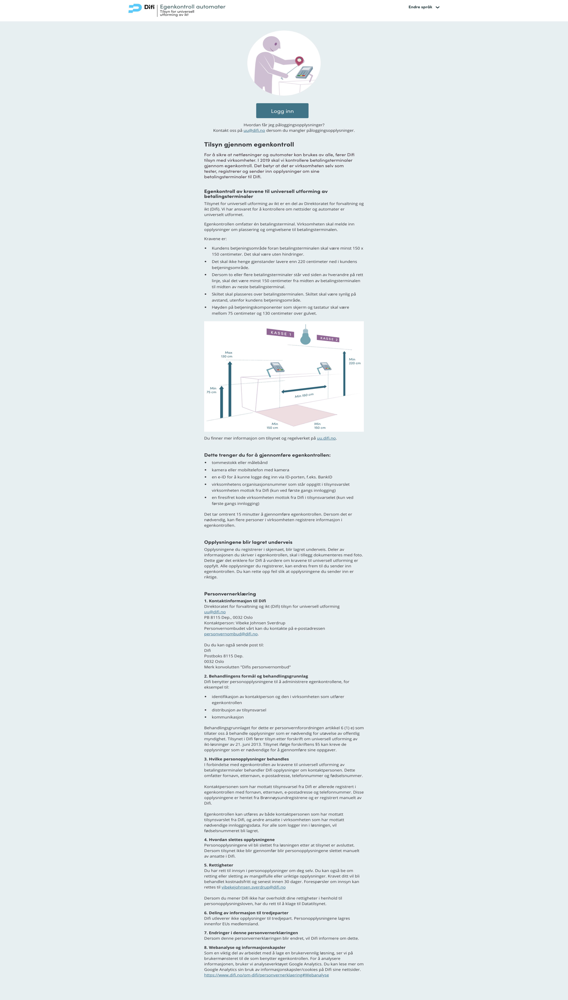 Difi
Egenkontroll automater
Tilsyn for universell
utforming av ikt
Endre språk
Logg inn
Hvordan får jeg påloggingsopplysninger?
Kontakt oss på uu@difi.no dersom du mangler påloggingsopplysninger.
Tilsyn gjennom egenkontroll
For å sikre at nettløsninger og automater kan brukes av alle, fører Difi
tilsyn med virksomheter. I 2019 skal vi kontrollere betalingsterminaler
gjennom egenkontroll. Det betyr at det er virksomheten selv som
tester, registrerer og sender inn opplysninger om sine
betalingsterminaler til Difi.
Egenkontroll av kravene til universell utforming av
betalingsterminaler
Tilsynet for universell utforming av ikt er en del av Direktoratet for forvaltning og
ikt (Difi). Vi har ansvaret for å kontrollere om nettsider og automater er
universelt utformet.
Egenkontrollen omfatter én betalingsterminal. Virksomheten skal melde inn
opplysninger om plassering og omgivelsene til betalingsterminalen.
Kravene er:
• Kundens betjeningsområde foran betalingsterminalen skal være minst 150 x
150 centimeter. Det skal være uten hindringer.
• Det skal ikke henge gjenstander lavere enn 220 centimeter ned i kundens
betjeningsområde.
• Dersom to eller flere betalingsterminaler står ved siden av hverandre på rett
linje, skal det være minst 150 centimeter fra midten av betalingsterminalen
til midten av neste betalingsterminal.
• Skiltet skal plasseres over betalingsterminalen. Skiltet skal være synlig på
avstand, utenfor kundens betjeningsområde.
• Høyden på betjeningskomponenter som skjerm og tastatur skal være
mellom 75 centimeter og 130 centimeter over gulvet.
KASSE 1
KASSE 2
Max
130 cm
Min
220 cm
Min
75 cm
Min 150 cm
Min
150 cm
Min
150 cm
Du finner mer informasjon om tilsynet og regelverket på uu.difi.no.
Dette trenger du for å gjennomføre egenkontrollen:
• tommestokk eller målebånd
• kamera eller mobiltelefon med kamera
• en e-ID for å kunne logge deg inn via ID-porten, f.eks. BankID
• virksomhetens organisasjonsnummer som står oppgitt i tilsynsvarslet
virksomheten mottok fra Difi (kun ved første gangs innlogging)
• en firesifret kode virksomheten mottok fra Difi i tilsynsvarselet (kun ved
første gangs innlogging)
Det tar omtrent 15 minutter å gjennomføre egenkontrollen. Dersom det er
nødvendig, kan flere personer i virksomheten registrere informasjon i
egenkontrollen.
Opplysningene blir lagret underveis
Opplysningene du registrerer i skjemaet, blir lagret underveis. Deler av
informasjonen du skriver i egenkontrollen, skal i tillegg dokumenteres med foto.
Dette gjør det enklere for Difi å vurdere om kravene til universell utforming er
oppfylt. Alle opplysninger du registrerer, kan endres frem til du sender inn
egenkontrollen. Du kan rette opp feil slik at opplysningene du sender inn er
riktige.
Personvernerklæring
1. Kontaktinformasjon til Difi
Direktoratet for forvaltning og ikt (Difi) tilsyn for universell utforming
uu@difi.no
PB 8115 Dep., 0032 Oslo
Kontaktperson: Vibeke Johnsen Sverdrup
Personvernombudet vårt kan du kontakte på e-postadressen
personvernombud@difi.no.
Du du kan også sende post til:
Difi
Postboks 8115 Dep.
0032 Oslo
Merk konvolutten "Difis personvernombud"
2. Behandlingens formål og behandlingsgrunnlag
Difi benytter personopplysningene til å administrere egenkontrollene, for
eksempel til:
• identifikasjon av kontaktperson og den i virksomheten som utfører
egenkontrollen
• distribusjon av tilsynsvarsel
• kommunikasjon
Behandlingsgrunnlaget for dette er personvernforordningen artikkel 6 (1) e) som
tillater oss å behandle opplysninger som er nødvendig for utøvelse av offentlig
myndighet. Tilsynet i Difi fører tilsyn etter forskrift om universell utforming av
ikt-løsninger av 21. juni 2013. Tilsynet ifølge forskriftens §5 kan kreve de
opplysninger som er nødvendige for å gjennomføre sine oppgaver.
3. Hvilke personopplysninger behandles
I forbindelse med egenkontrollen av kravene til universell utforming av
betalingsterminaler behandler Difi opplysninger om kontaktpersonen. Dette
omfatter fornavn, etternavn, e-postadresse, telefonnummer og fødselsnummer.
Kontaktpersonen som har mottatt tilsynsvarsel fra Difi er allerede registrert i
egenkontrollen med fornavn, etternavn, e-postadresse og telefonnummer. Disse
opplysningene er hentet fra Brønnøysundregistrene og er registrert manuelt av
Difi.
Egenkontrollen kan utføres av både kontaktpersonen som har mottatt
tilsynsvarslet fra Difi, og andre ansatte i virksomheten som har mottatt
nødvendige innloggingsdata. For alle som logger inn i løsningen, vil
fødselsnummeret bli lagret.
4. Hvordan slettes opplysningene
Personopplysningene vil bli slettet fra løsningen etter at tilsynet er avsluttet.
Dersom tilsynet ikke blir gjennomfør blir personopplysningene slettet manuelt
av ansatte i Difi.
5. Rettigheter
Du har rett til innsyn i personopplysninger om deg selv. Du kan også be om
retting eller sletting av mangelfulle eller uriktige opplysninger. Kravet ditt vil bli
behandlet kostnadsfritt og senest innen 30 dager. Forespørsler om innsyn kan
rettes til vibekejohnsen.sverdrup@difi.no
Dersom du mener Difi ikke har overholdt dine rettigheter i henhold til
personopplysningsloven, har du rett til å klage til Datatilsynet.
6. Deling av informasjon til tredjeparter
Difi utleverer ikke opplysninger til tredjepart. Personopplysningene lagres
innenfor EUs medlemsland.
7. Endringer i denne personvernerklæringen
Dersom denne personvernerklæringen blir endret, vil Difi informere om dette.
8. Webanalyse og informasjonskapsler
Som en viktig del av arbeidet med å lage en brukervennlig løsning, ser vi på
brukermønsteret til de som benytter egenkontrollen. For å analysere
informasjonen, bruker vi analyseverktøyet Google Analytics. Du kan lese mer om
Google Analytics sin bruk av informasjonskapsler/cookies på Difi sine nettsider.
https://www.difi.no/om-difi/personvernerklaering#Webanalyse